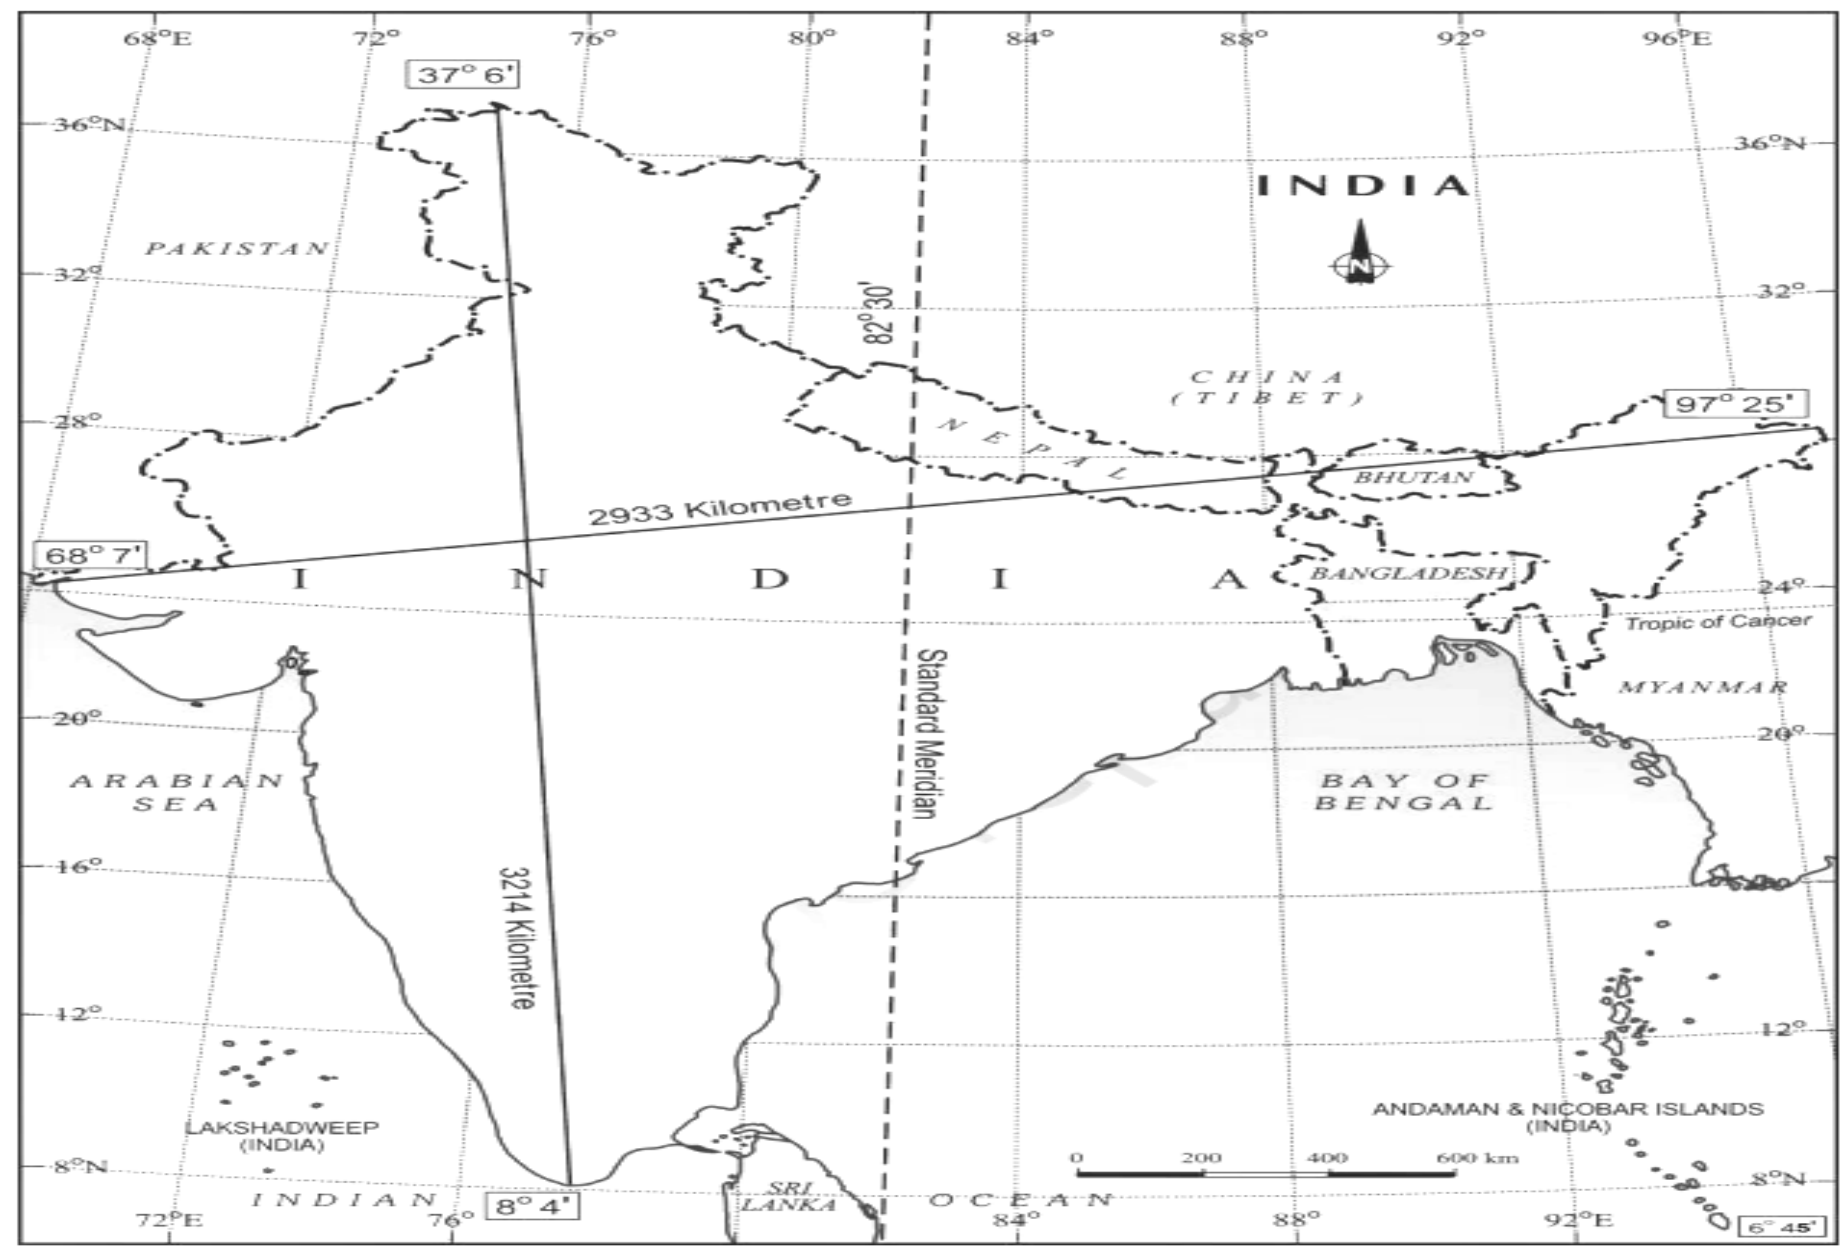 68°E 72° 76° 80° 84° 88° 92° 96°E
37° 6'
36°N
36°N
INDIA
PAKISTAN
N
32°
32°
82° 30'
CHINA
(TIBET)
97° 25'
28°
NEPAL
BHUTAN
2933 Kilometre
68° 7'
I N D I A
BANGLADESH
24°
Tropic of Cancer
Standard Meridian
MYANMAR
20°
20°
ARABIAN
SEA
BAY OF
BENGAL
16°
3214 Kilometre
12°
12°
LAKSHADWEEP
(INDIA)
ANDAMAN & NICOBAR ISLANDS
(INDIA)
0 200 400 600 km
8°N
8°N
INDIAN OCEAN
SRI
LANKA
8° 4'
72°E 76° 84° 88° 92°E
6° 45'